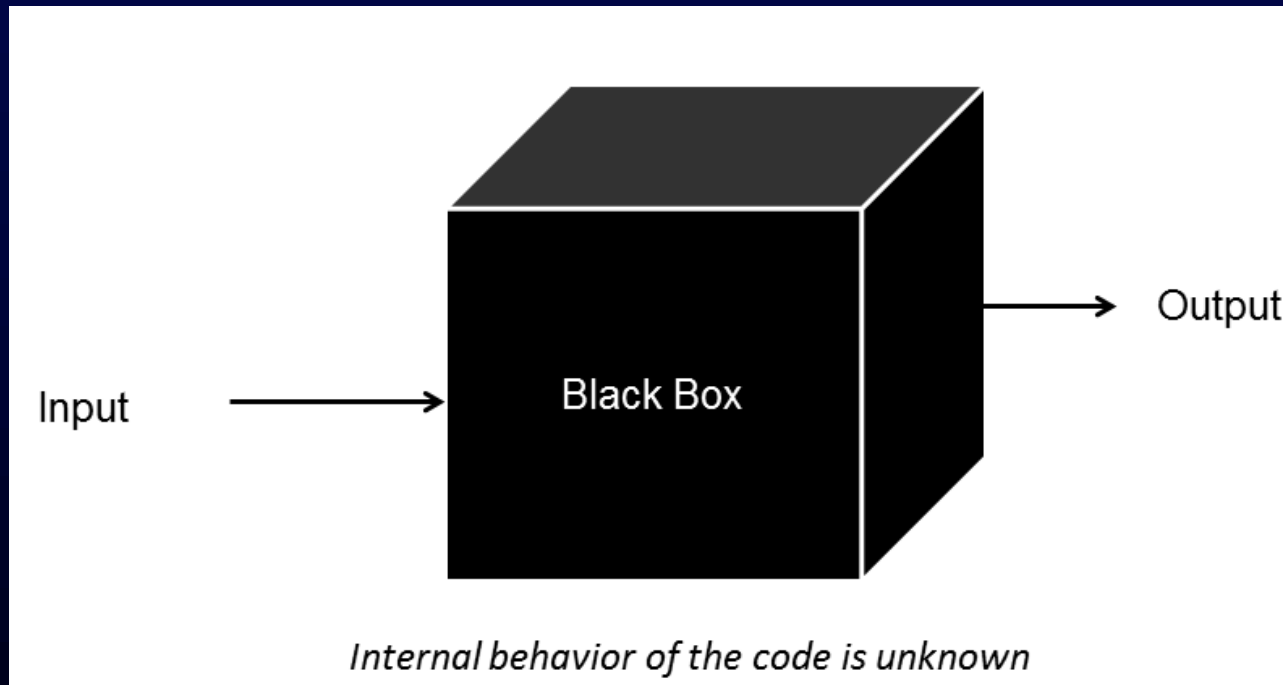 Input
Black Box
Output
Internal behavior of the code is unknown